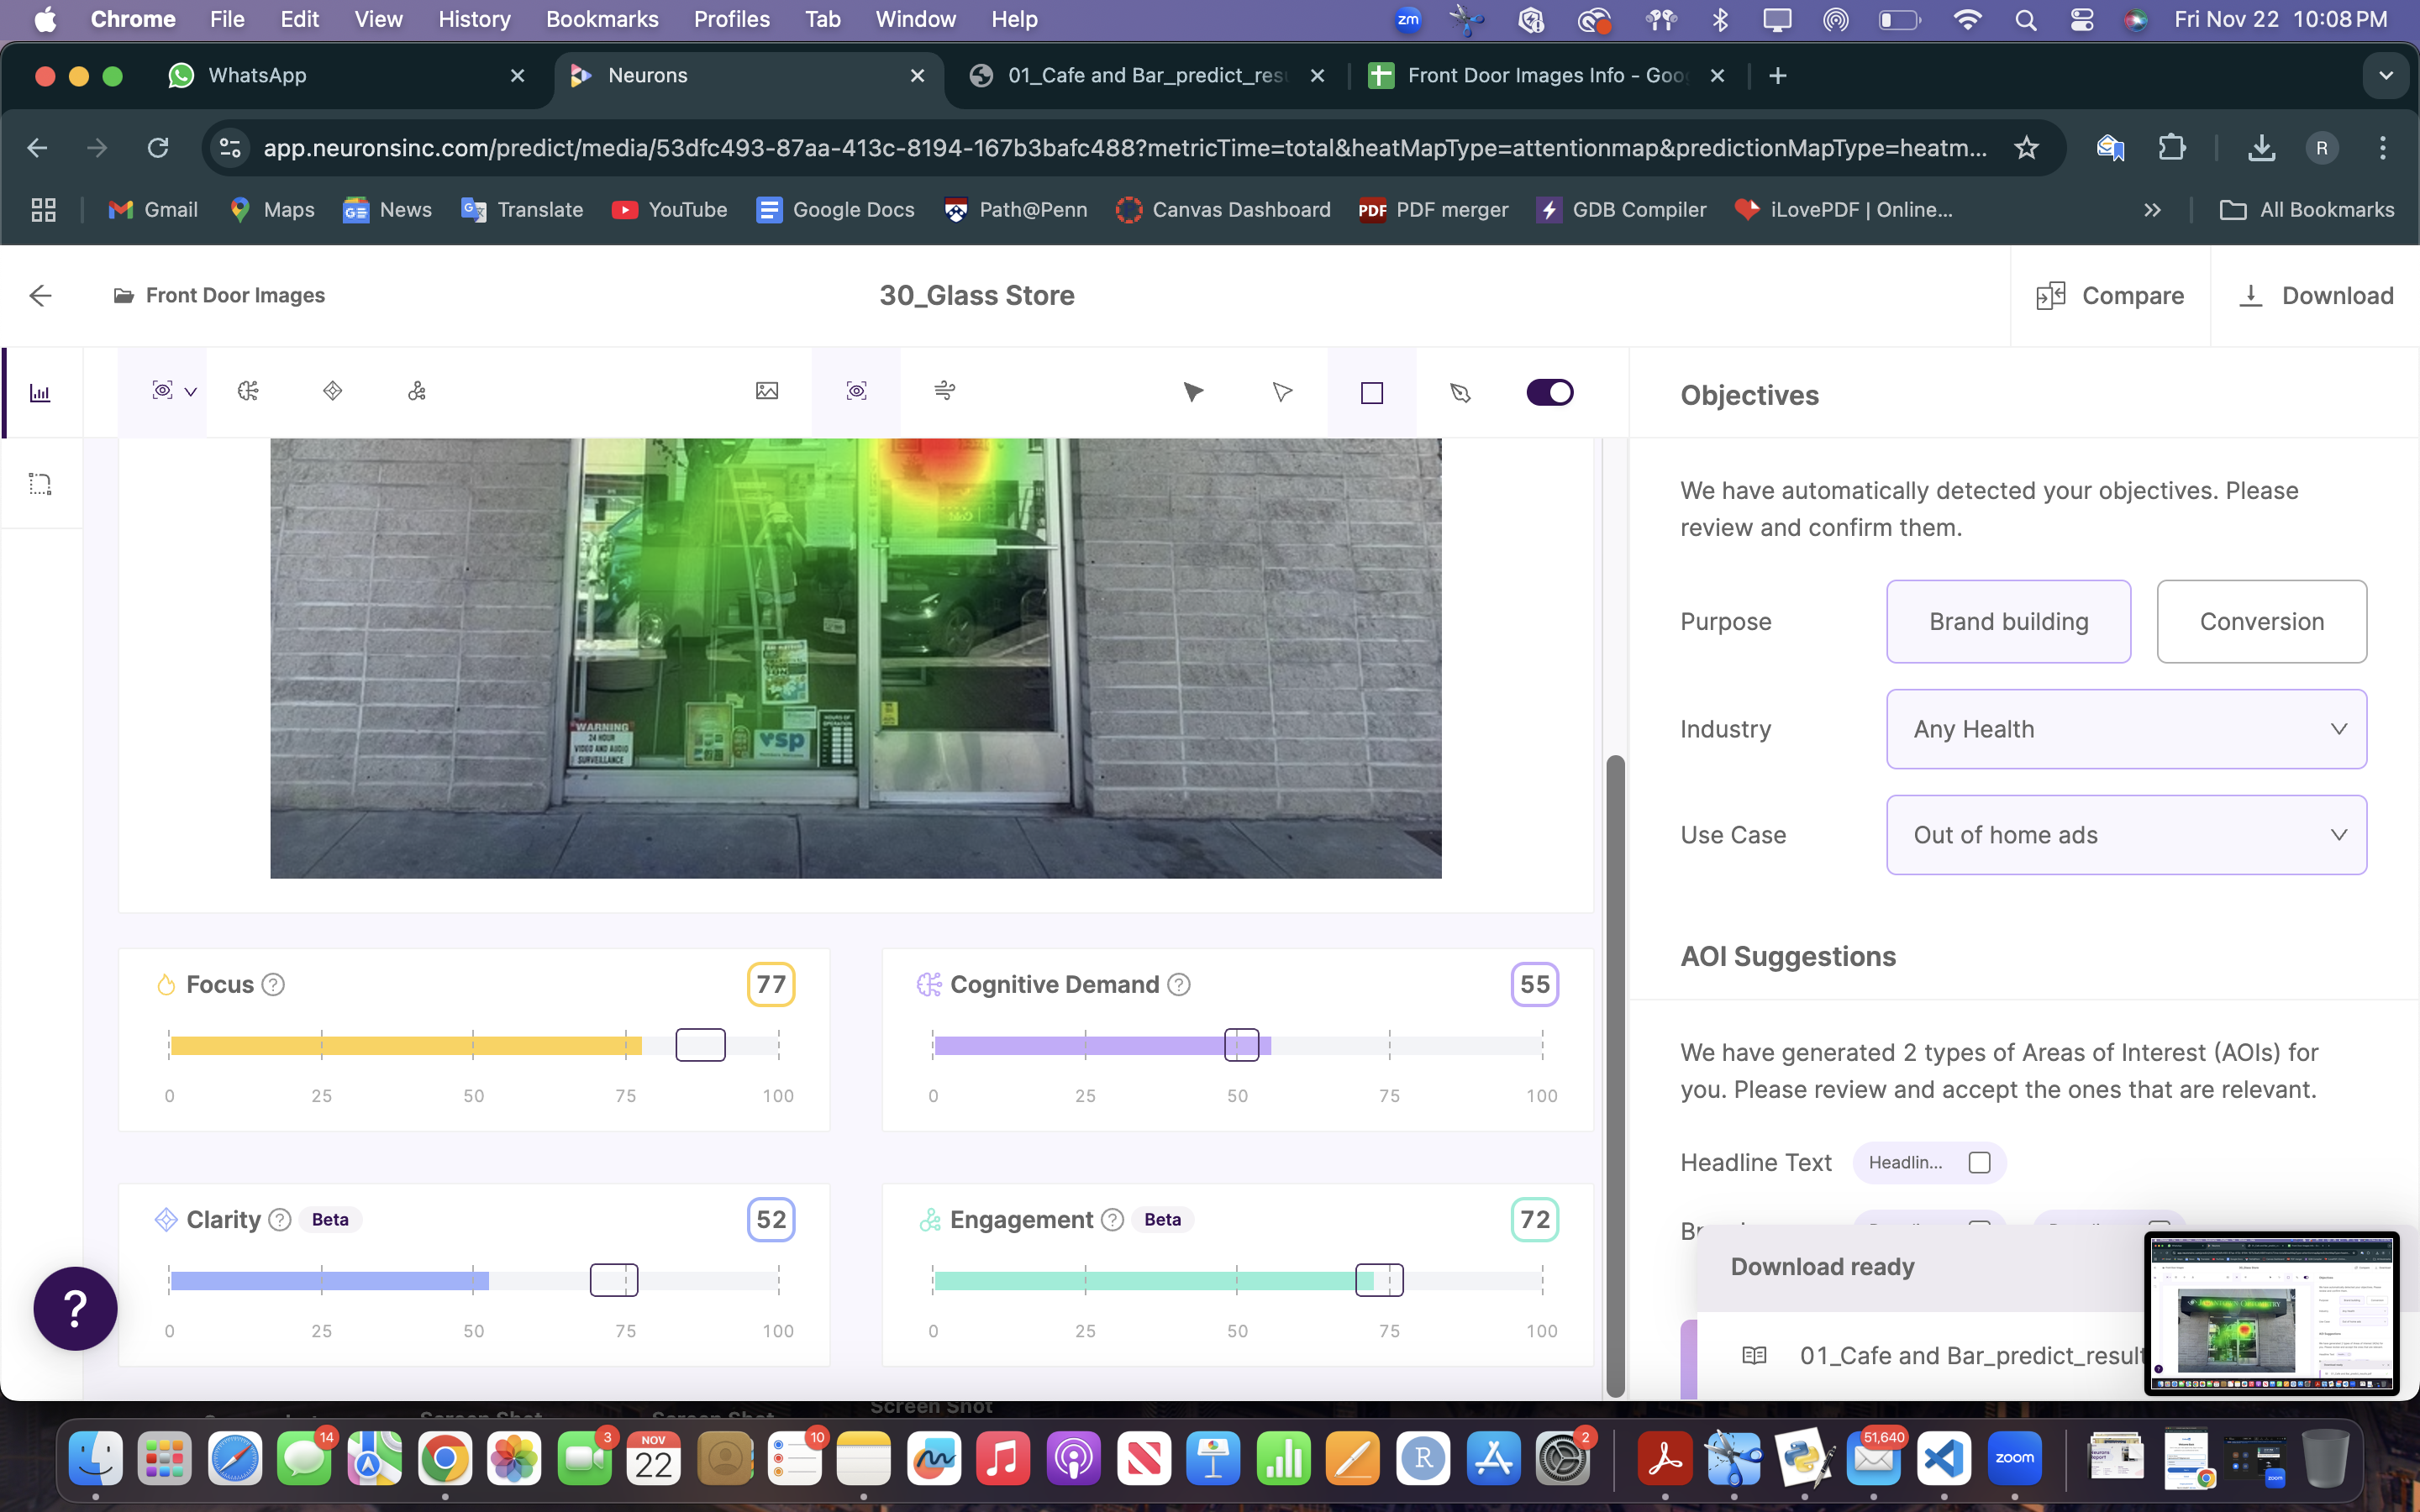 Chrome File Edit View History Bookmarks Profiles Tab Window Help zm Fri Nov 22 10:08 PM
WhatsApp Neurons 01_Cafe and Bar_predict_resu Front Door Images Info - Goo
app.neuronsinc.com/predict/media/53dfc493-87aa-413c-8194-167b3bafc488?metricTime=total&heatMapType=attentionmap&predictionMapType=heatm... R
Gmail Maps News Translate YouTube Google Docs Path@Penn Canvas Dashboard PDF PDF merger GDB Compiler iLovePDF | Online... All Bookmarks
Front Door Images 30_Glass Store Compare Download
Objectives
We have automatically detected your objectives. Please
review and confirm them.
Purpose Brand building Conversion
Industry Any Health
Use Case Out of home ads
WARNING
24 HOUR
VIDEO AND AUDIO
SURVEILLANCE
vsp
HOURS OF
OPERATION
AOI Suggestions
We have generated 2 types of Areas of Interest (AOIs) for
you. Please review and accept the ones that are relevant.
Headline Text Headlin...
Focus ? 77
0 25 50 75 100
Cognitive Demand ? 55
0 25 50 75 100
Clarity ? Beta 52
0 25 50 75 100
Engagement ? Beta 72
0 25 50 75 100
?
Download ready
01_Cafe and Bar_predict_result
Screen Shot
14 3 NOV 22 10 R 2 51,640 zoom